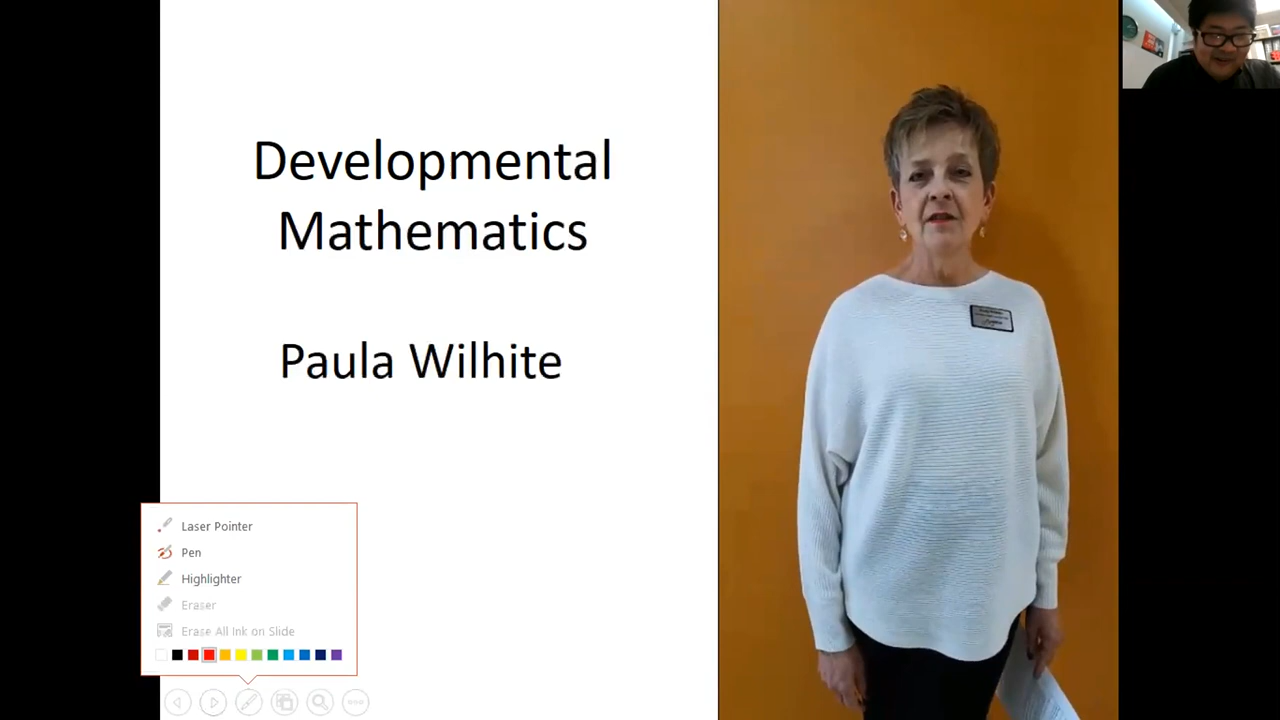 Developmental
Mathematics
Paula Wilhite
Laser Pointer
Pen
Highlighter
Eraser
Erase All Ink on Slide